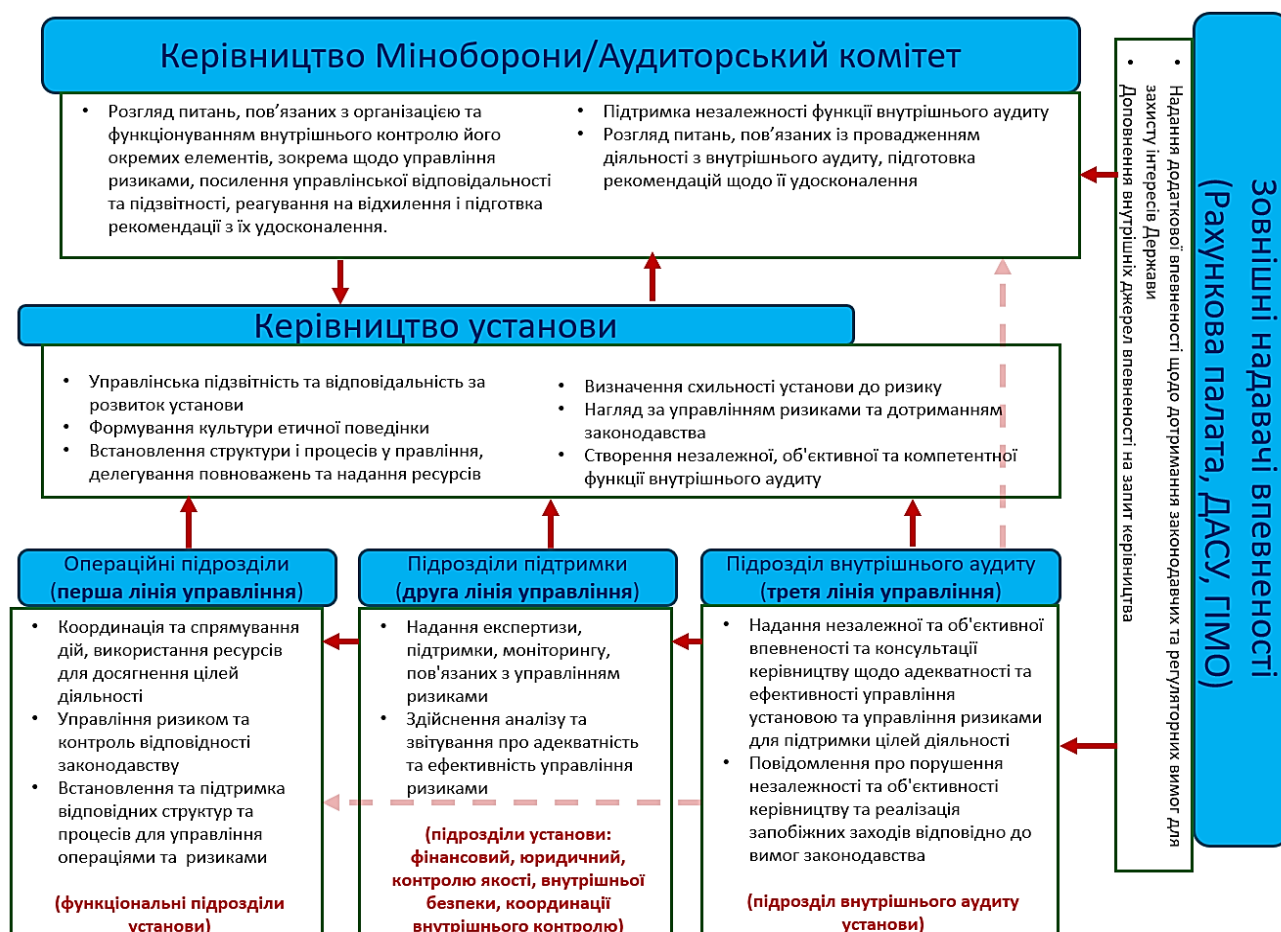 Керівництво Міноборони/Аудиторський комітет
• Розгляд питань, пов’язаних з організацією та
функціонуванням внутрішнього контролю його
окремих елементів, зокрема щодо управління
ризиками, посилення управлінської відповідальності
та підзвітності, реагування на відхилення і підготвка
рекомендації з їх удосконалення.
• Підтримка незалежності функції внутрішнього аудиту
• Розгляд питань, пов’язаних із провадженням
діяльності з внутрішнього аудиту, підготовка
рекомендацій щодо її удосконалення
Керівництво установи
• Управлінська підзвітність та відповідальність за
розвиток установи
• Формування культури етичної поведінки
• Встановлення структури і процесів у правління,
делегування повноважень та надання ресурсів
• Визначення схильності установи до ризику
• Нагляд за управлінням ризиками та дотриманням
законодавства
• Створення незалежної, об'єктивної та компетентної
функції внутрішнього аудиту
Операційні підрозділи
(перша лінія управління)
• Координація та спрямування
дій, використання ресурсів
для досягнення цілей
діяльності
• Управління ризиком та
контроль відповідності
законодавству
• Встановлення та підтримка
відповідних структур та
процесів для управління
операціями та ризиками
(функціональні підрозділи
установи)
Підрозділи підтримки
(друга лінія управління)
• Надання експертизи,
підтримки, моніторингу,
пов'язаних з управлінням
ризиками
• Здійснення аналізу та
звітування про адекватність
та ефективність управління
ризиками
(підрозділи установи:
фінансовий, юридичний,
контролю якості, внутрішньої
безпеки, координації
внутрішнього контролю)
Підрозділ внутрішнього аудиту
(третя лінія управління)
• Надання незалежної та об'єктивної
впевненості та консультації
керівництву щодо адекватності та
ефективності управління
установою та управління ризиками
для підтримки цілей діяльності
• Повідомлення про порушення
незалежності та об'єктивності
керівництву та реалізація
запобіжних заходів відповідно до
вимог законодавства
(підрозділ внутрішнього аудиту
установи)
Зовнішні надавачі впевненості
(Рахункова палата, ДАСУ, ГІМО)
• Надання додаткової впевненості щодо дотримання законодавчих та регуляторних вимог для
захисту інтересів Держави
• Доповнення внутрішніх джерел впевненості на запит керівництва